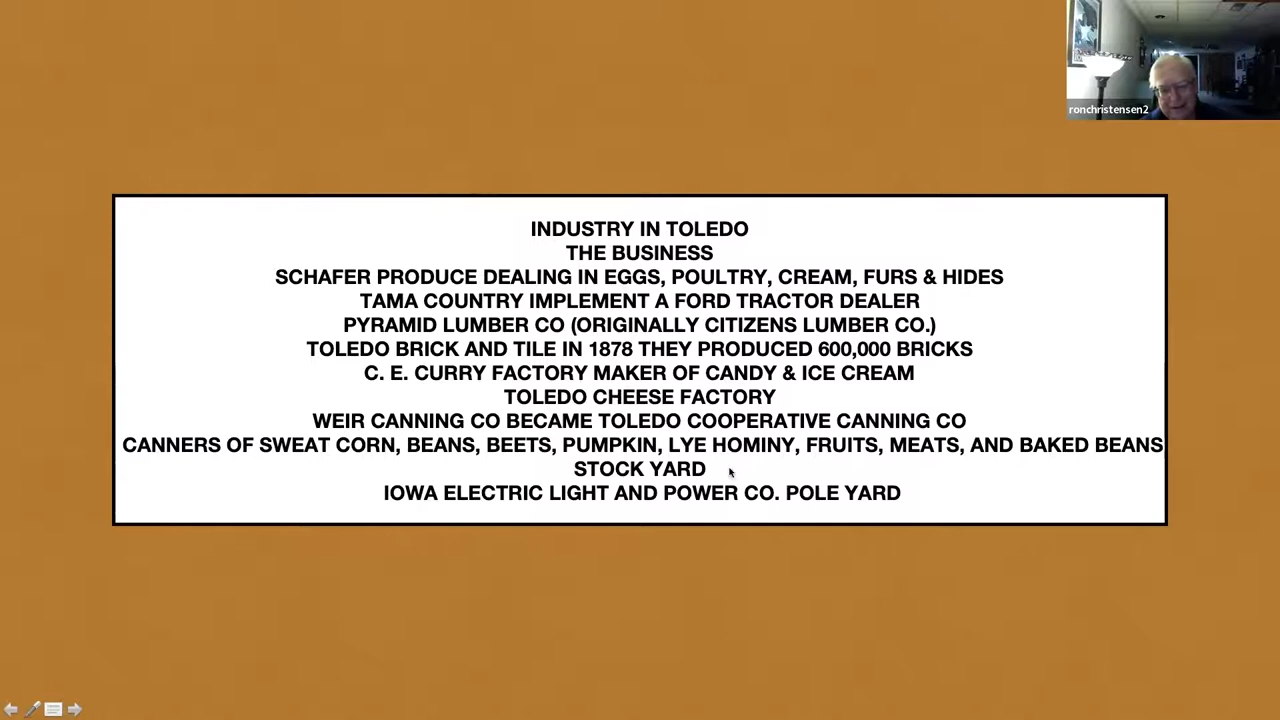 ronchristensen2
INDUSTRY IN TOLEDO
THE BUSINESS
SCHAFER PRODUCE DEALING IN EGGS, POULTRY, CREAM, FURS & HIDES
TAMA COUNTRY IMPLEMENT A FORD TRACTOR DEALER
PYRAMID LUMBER CO (ORIGINALLY CITIZENS LUMBER CO.)
TOLEDO BRICK AND TILE IN 1878 THEY PRODUCED 600,000 BRICKS
C. E. CURRY FACTORY MAKER OF CANDY & ICE CREAM
TOLEDO CHEESE FACTORY
WEIR CANNING CO BECAME TOLEDO COOPERATIVE CANNING CO
CANNERS OF SWEAT CORN, BEANS, BEETS, PUMPKIN, LYE HOMINY, FRUITS, MEATS, AND BAKED BEANS
STOCK YARD
IOWA ELECTRIC LIGHT AND POWER CO. POLE YARD